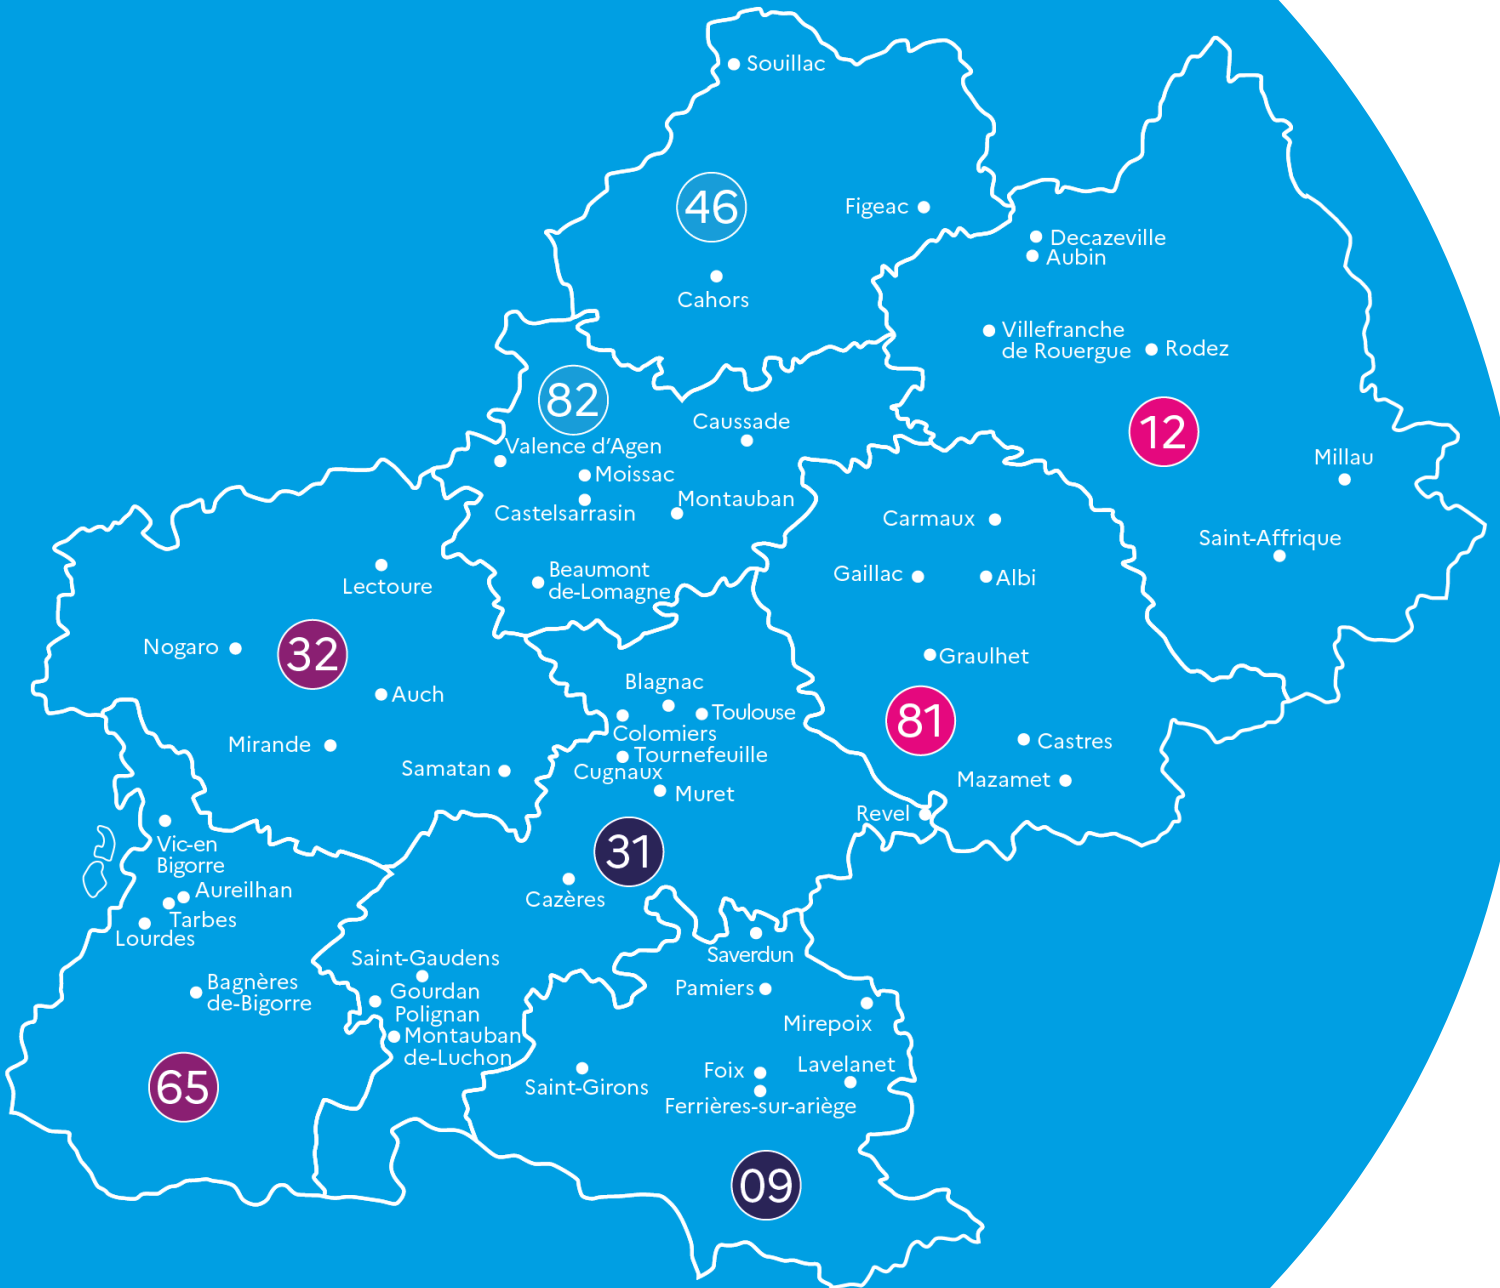 Souillac
46
Figeac
Cahors
Decazeville
Aubin
Villefranche
de Rouergue
Rodez
12
Millau
Saint-Affrique
82
Caussade
Valence d'Agen
Moissac
Castelsarrasin
Montauban
Beaumont
de-Lomagne
Carmaux
Gaillac
Albi
Graulhet
81
Castres
Mazamet
Revel
Lectoure
Nogaro
32
Auch
Mirande
Samatan
Blagnac
Toulouse
Colomiers
Tournefeuille
Cugnaux
Muret
31
Cazères
Vic-en
Bigorre
Aureilhan
Tarbes
Lourdes
Bagnères
de-Bigorre
65
Saint-Gaudens
Gourdan
Polignan
Montauban
de-Luchon
Saverdun
Pamiers
Mirepoix
Foix
Lavelanet
Saint-Girons
Ferrières-sur-ariège
09